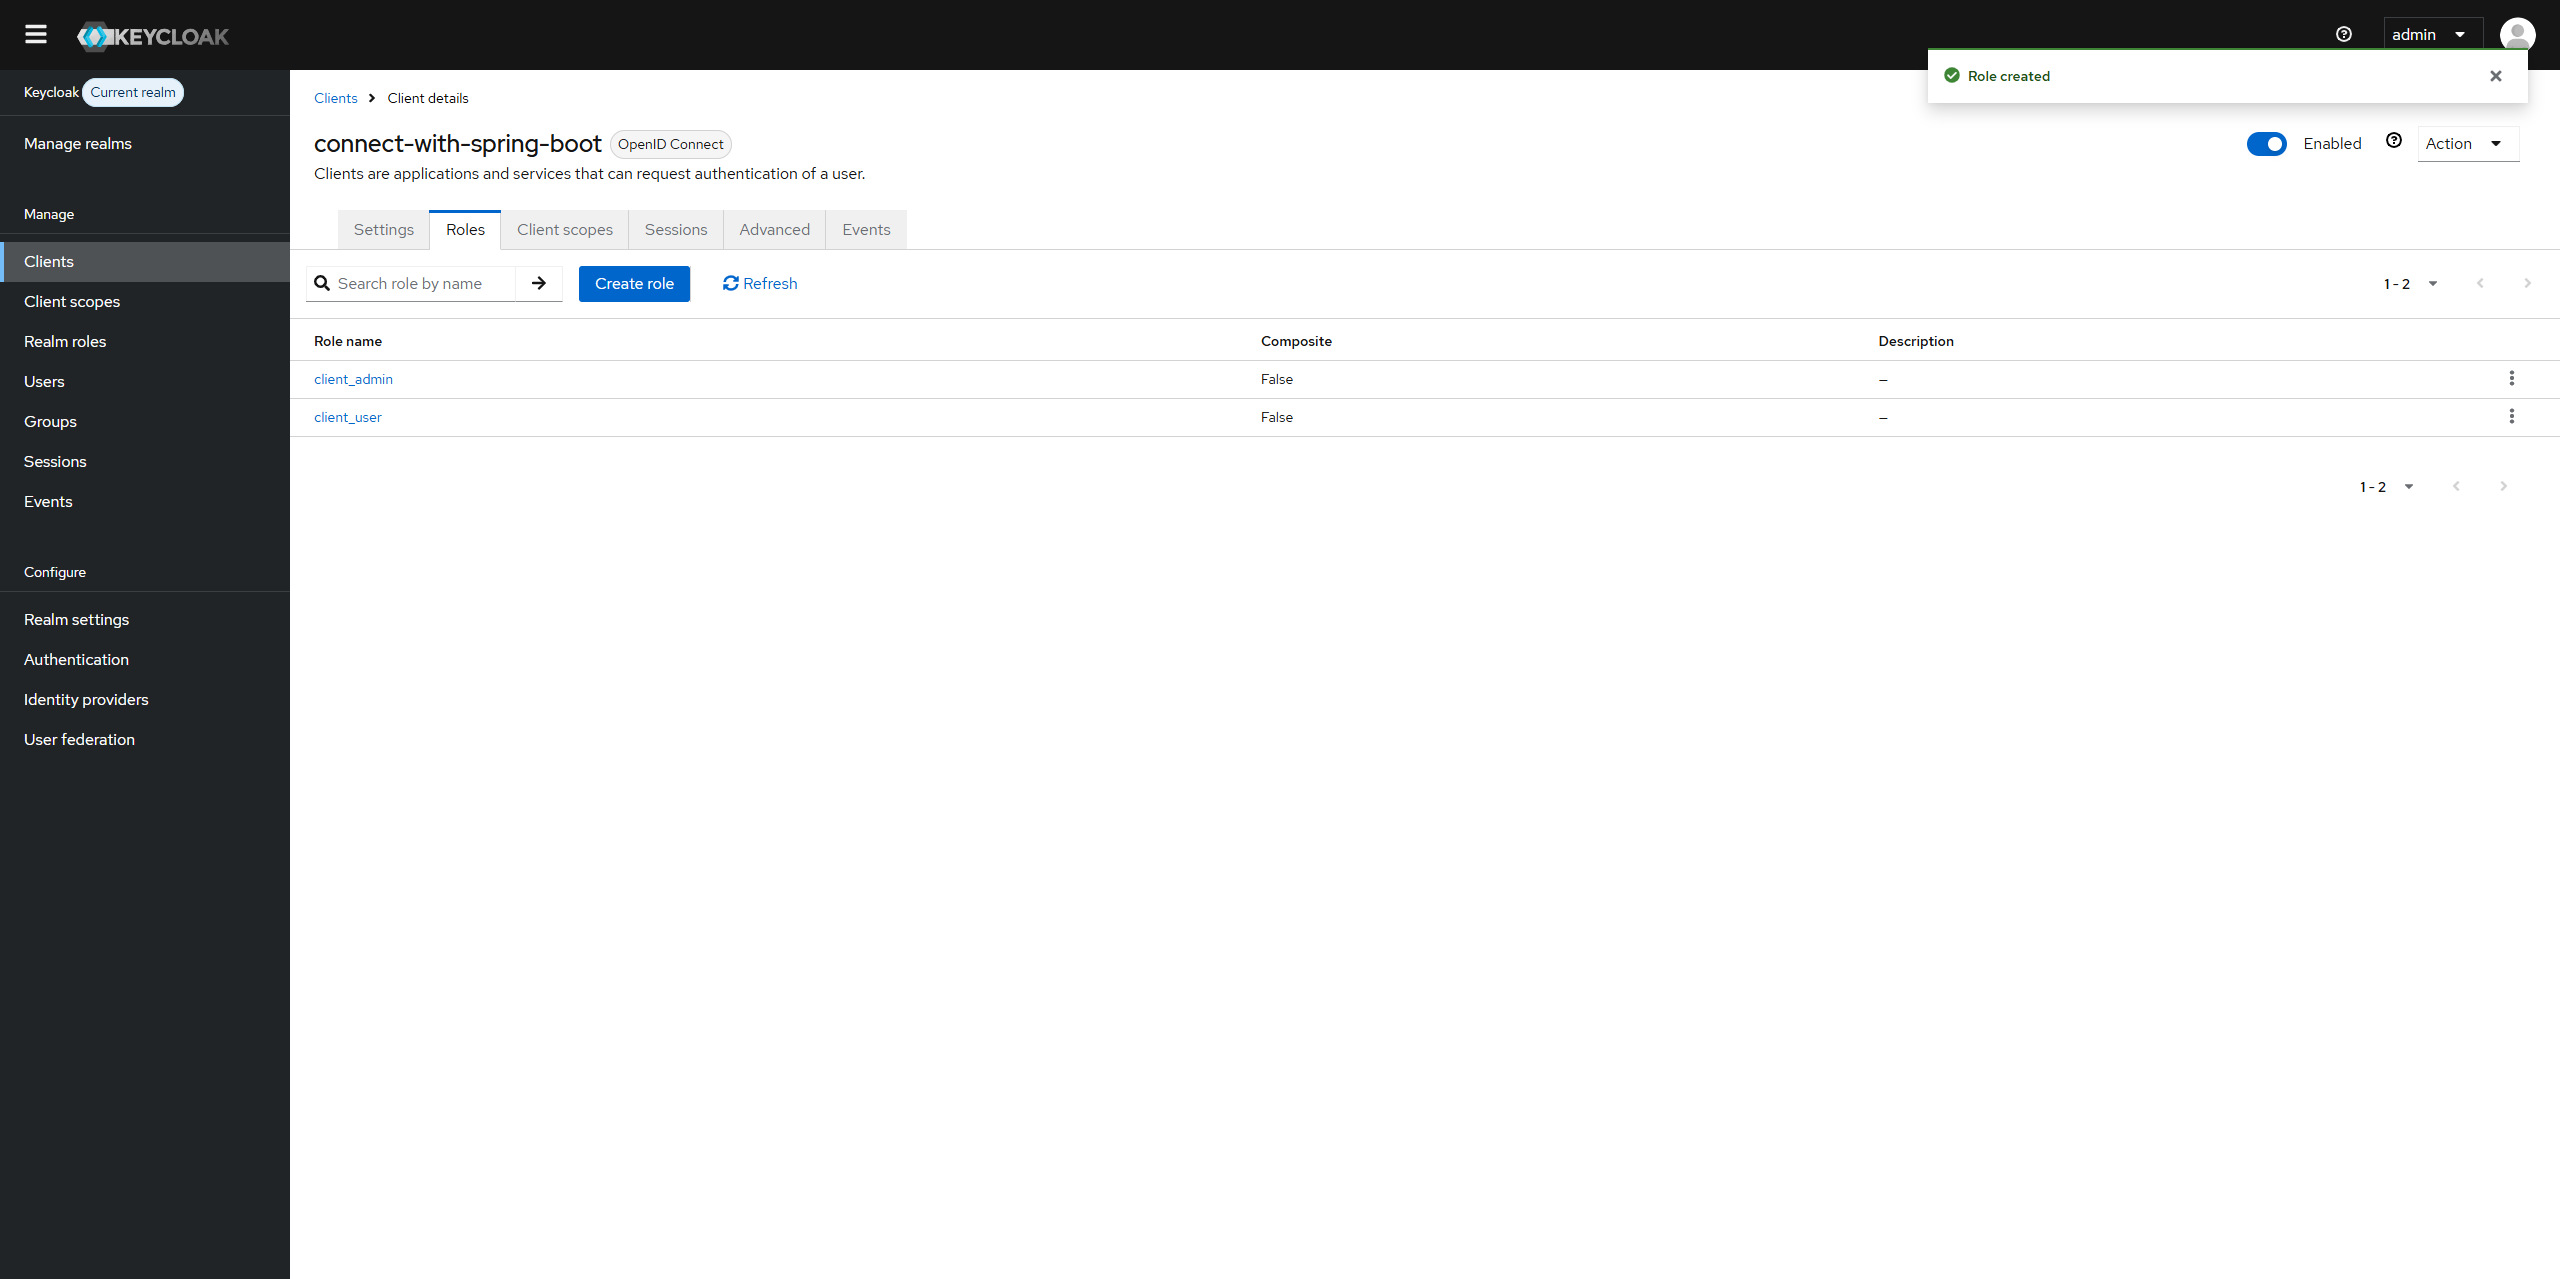 KEYCLOAK
admin
Role created
Keycloak Current realm
Manage realms
Manage
Clients
Client scopes
Realm roles
Users
Groups
Sessions
Events
Configure
Realm settings
Authentication
Identity providers
User federation
Clients Client details
connect-with-spring-boot OpenID Connect
Enabled Action
Clients are applications and services that can request authentication of a user.
Settings Roles Client scopes Sessions Advanced Events
Search role by name Create role Refresh 1 - 2
Role name Composite Description
client_admin False –
client_user False –
1 - 2